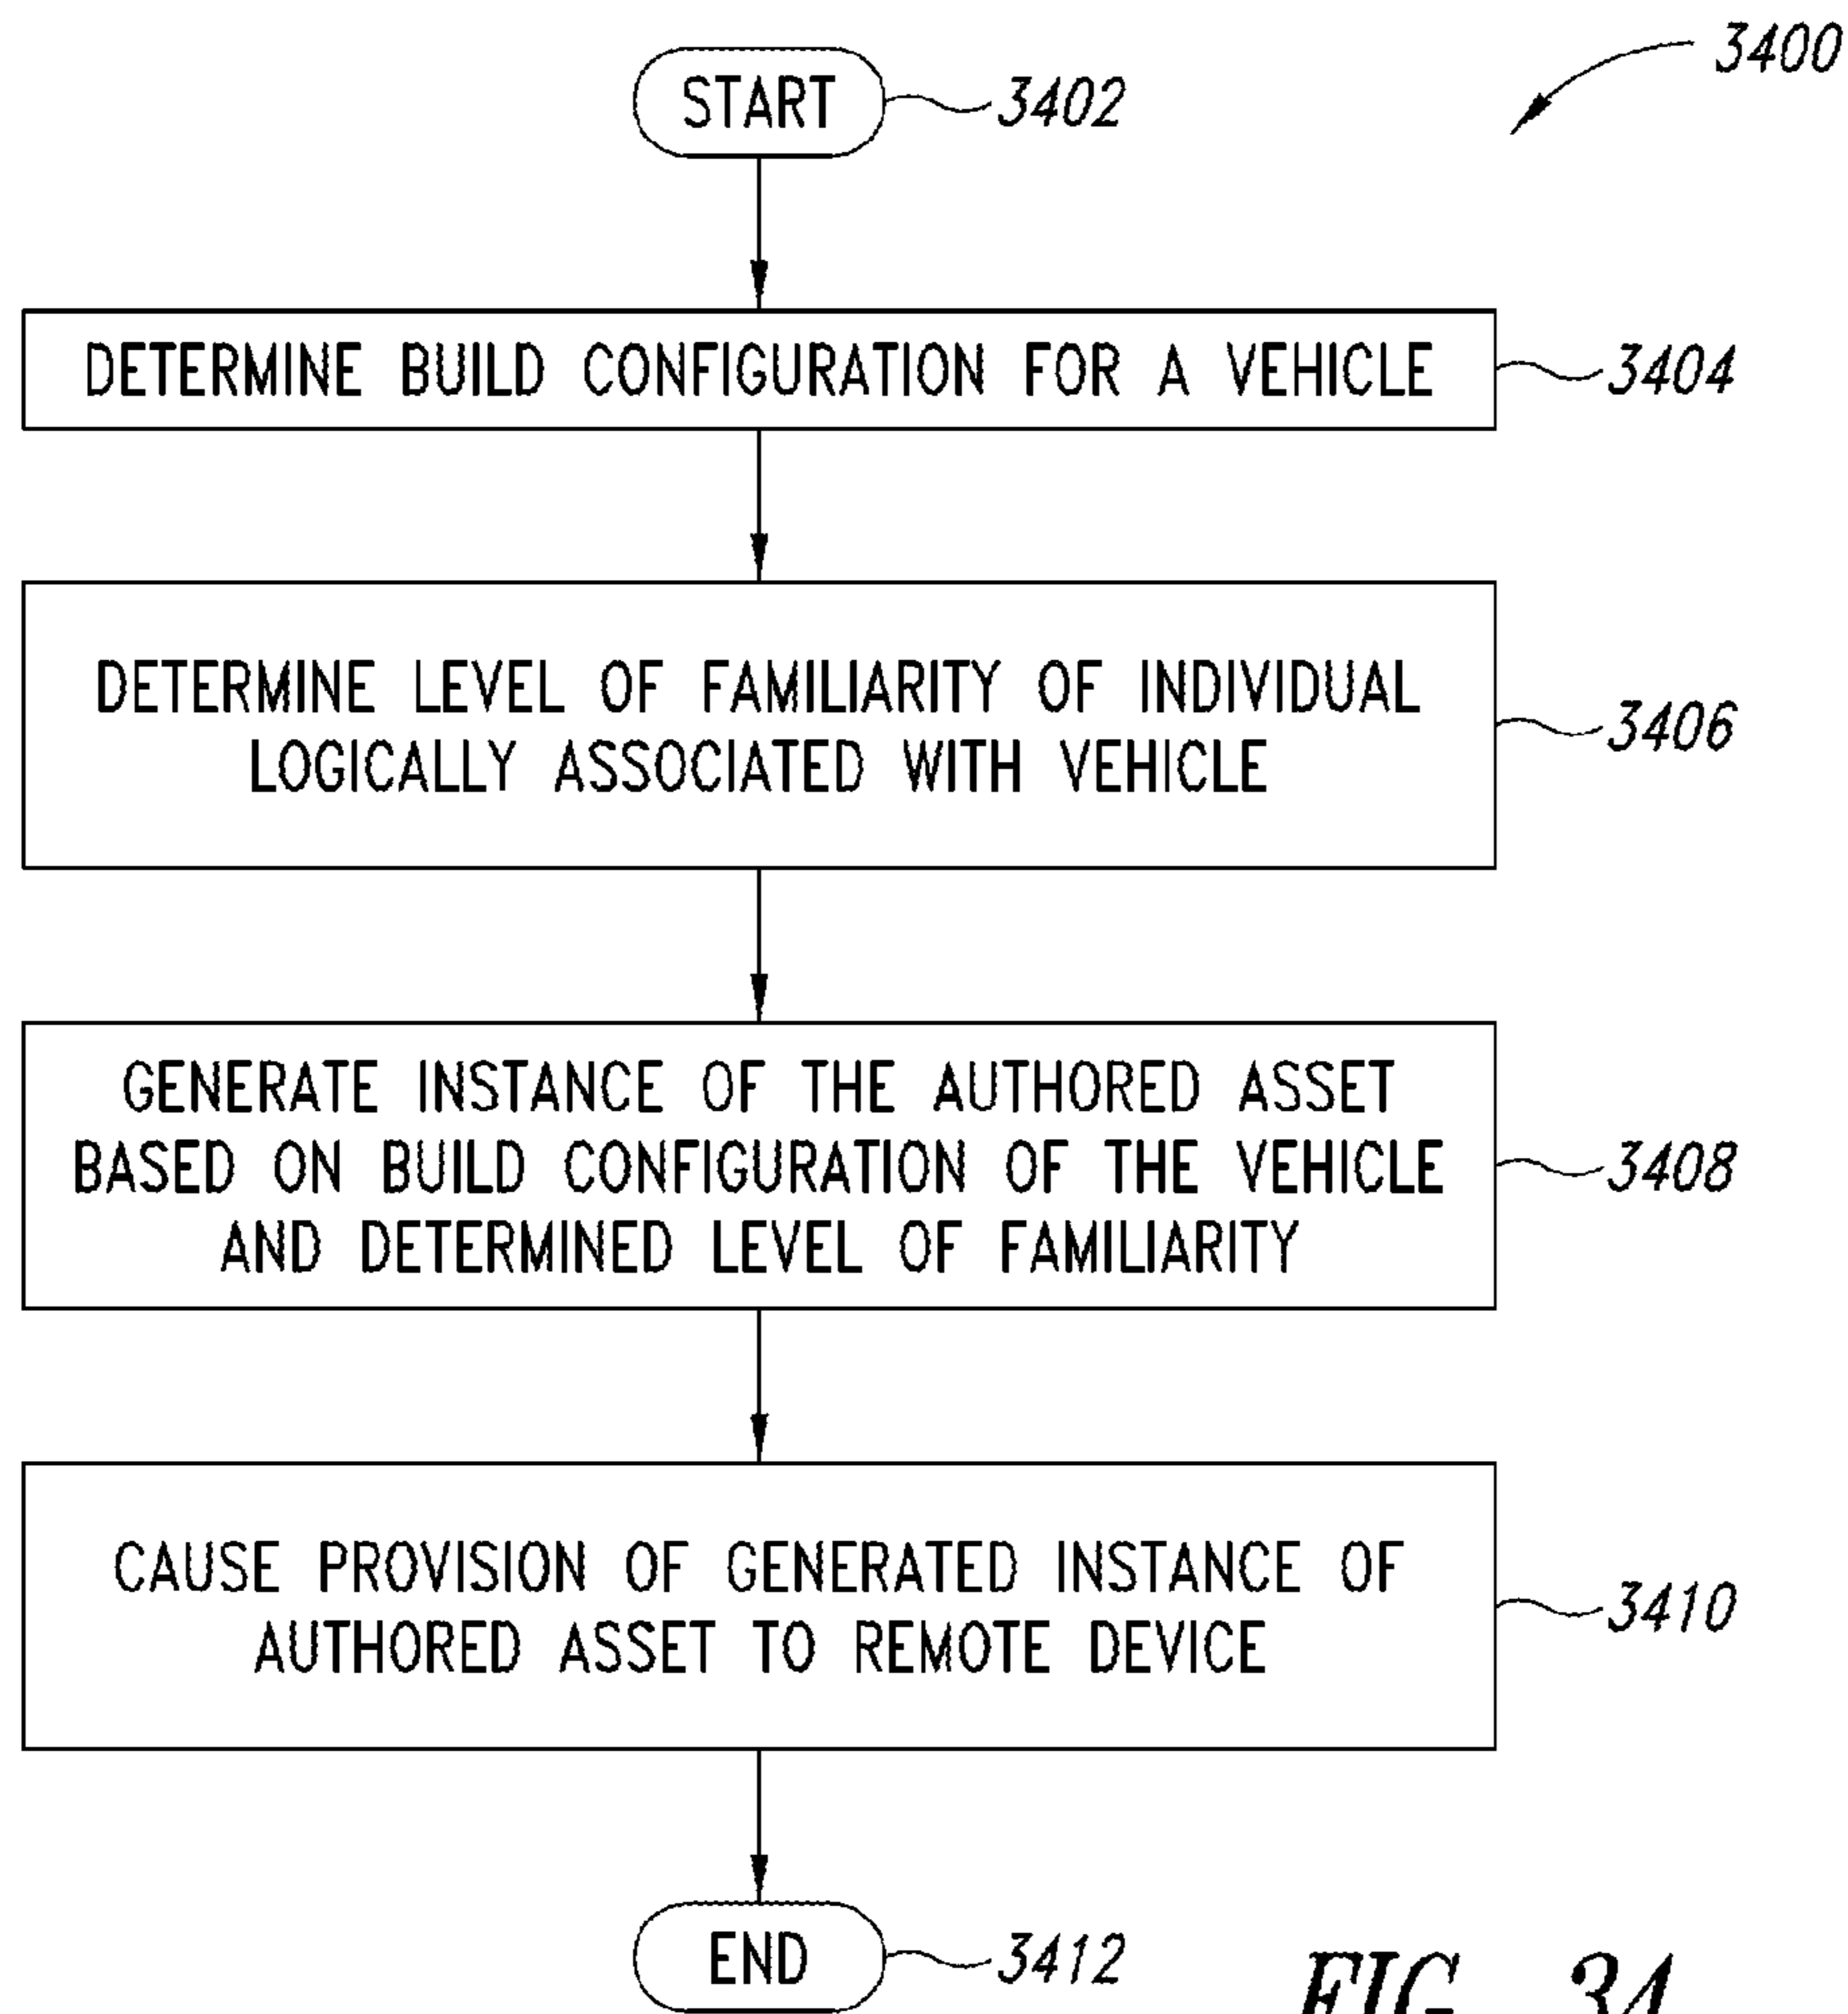 3400
START
3402
DETERMINE BUILD CONFIGURATION FOR A VEHICLE
3404
DETERMINE LEVEL OF FAMILIARITY OF INDIVIDUAL
LOGICALLY ASSOCIATED WITH VEHICLE
3406
GENERATE INSTANCE OF THE AUTHORED ASSET
BASED ON BUILD CONFIGURATION OF THE VEHICLE
AND DETERMINED LEVEL OF FAMILIARITY
3408
CAUSE PROVISION OF GENERATED INSTANCE OF
AUTHORED ASSET TO REMOTE DEVICE
3410
END
3412
FIG. 34